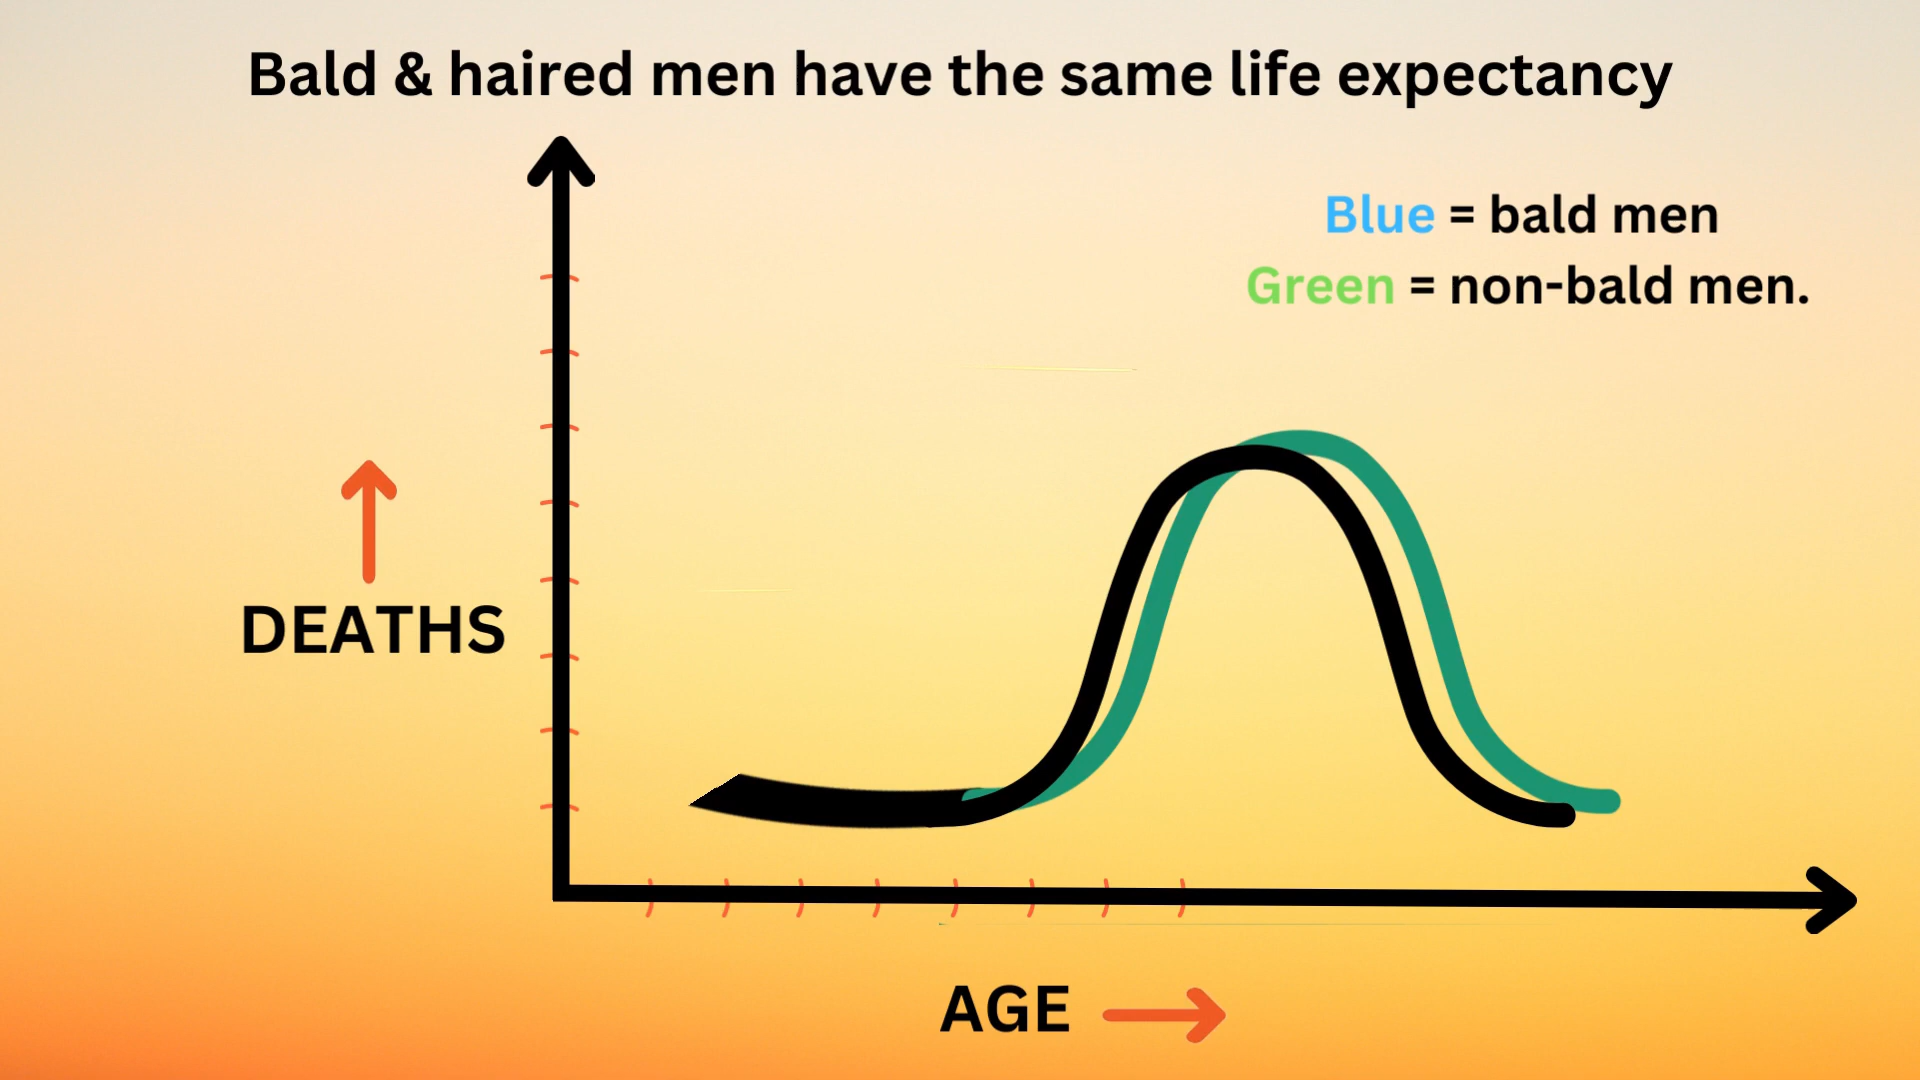 Bald & haired men have the same life expectancy
Blue = bald men
Green = non-bald men.
DEATHS
AGE